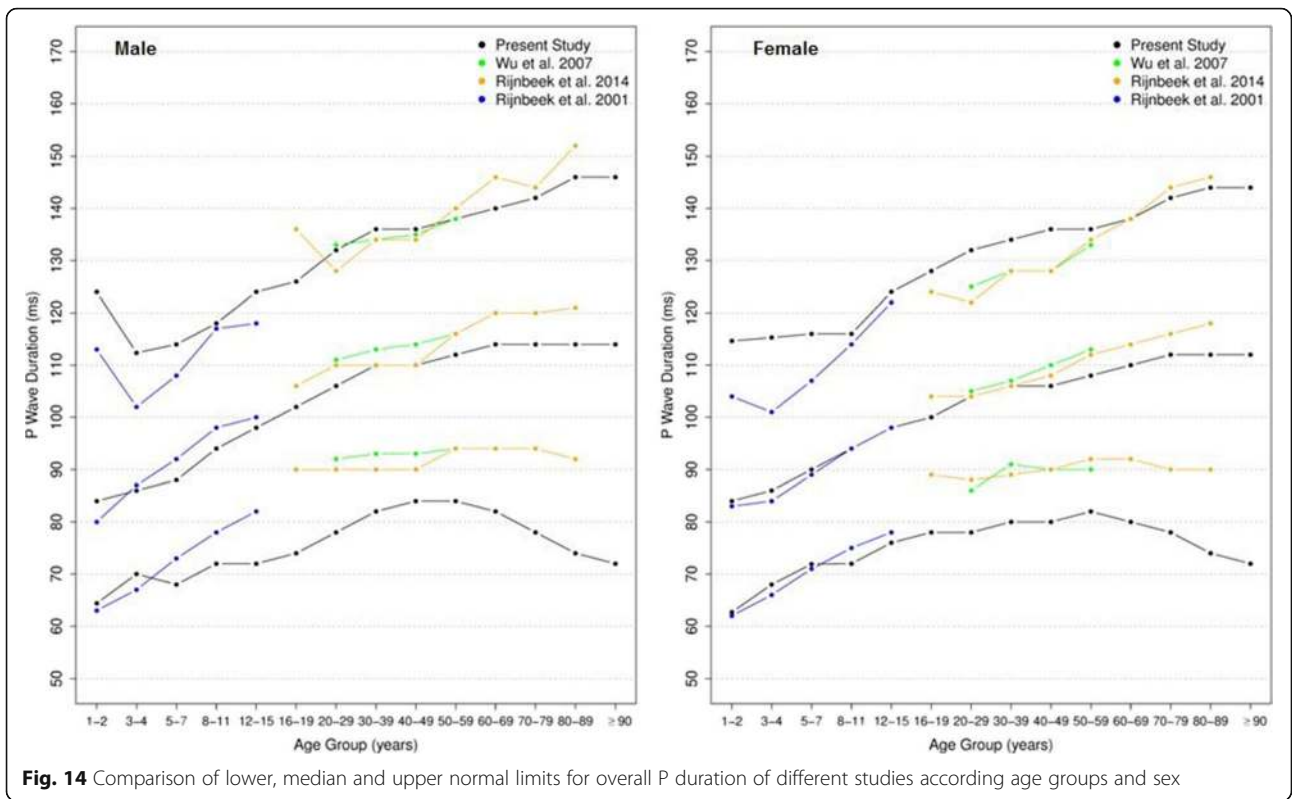 Male
Present Study
Wu et al. 2007
Rijnbeek et al. 2014
Rijnbeek et al. 2001
170
160
150
140
130
120
110
100
90
80
70
60
50
P Wave Duration (ms)
1–2 3–4 5–7 8–11 12–15 16–19 20–29 30–39 40–49 50–59 60–69 70–79 80–89 ≥ 90
Age Group (years)
Female
Present Study
Wu et al. 2007
Rijnbeek et al. 2014
Rijnbeek et al. 2001
170
160
150
140
130
120
110
100
90
80
70
60
50
P Wave Duration (ms)
1–2 3–4 5–7 8–11 12–15 16–19 20–29 30–39 40–49 50–59 60–69 70–79 80–89 ≥ 90
Age Group (years)
Fig. 14 Comparison of lower, median and upper normal limits for overall P duration of different studies according age groups and sex